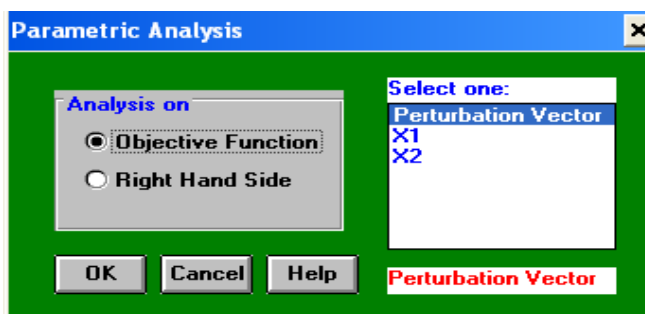 Parametric Analysis
Analysis on
Objective Function
Right Hand Side
Select one:
Perturbation Vector
X1
X2
OK
Cancel
Help
Perturbation Vector